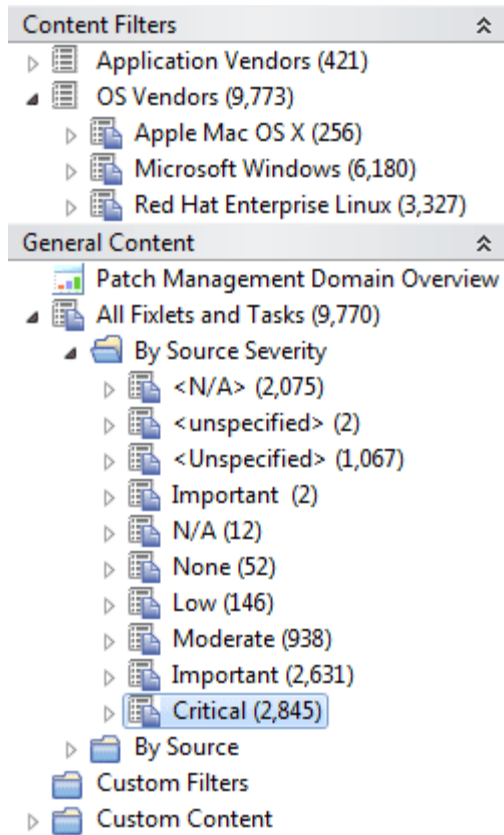 Content Filters
Application Vendors (421)
OS Vendors (9,773)
Apple Mac OS X (256)
Microsoft Windows (6,180)
Red Hat Enterprise Linux (3,327)
General Content
Patch Management Domain Overview
All Fixlets and Tasks (9,770)
By Source Severity
<N/A> (2,075)
<unspecified> (2)
<Unspecified> (1,067)
Important  (2)
N/A (12)
None (52)
Low (146)
Moderate (938)
Important (2,631)
Critical (2,845)
By Source
Custom Filters
Custom Content